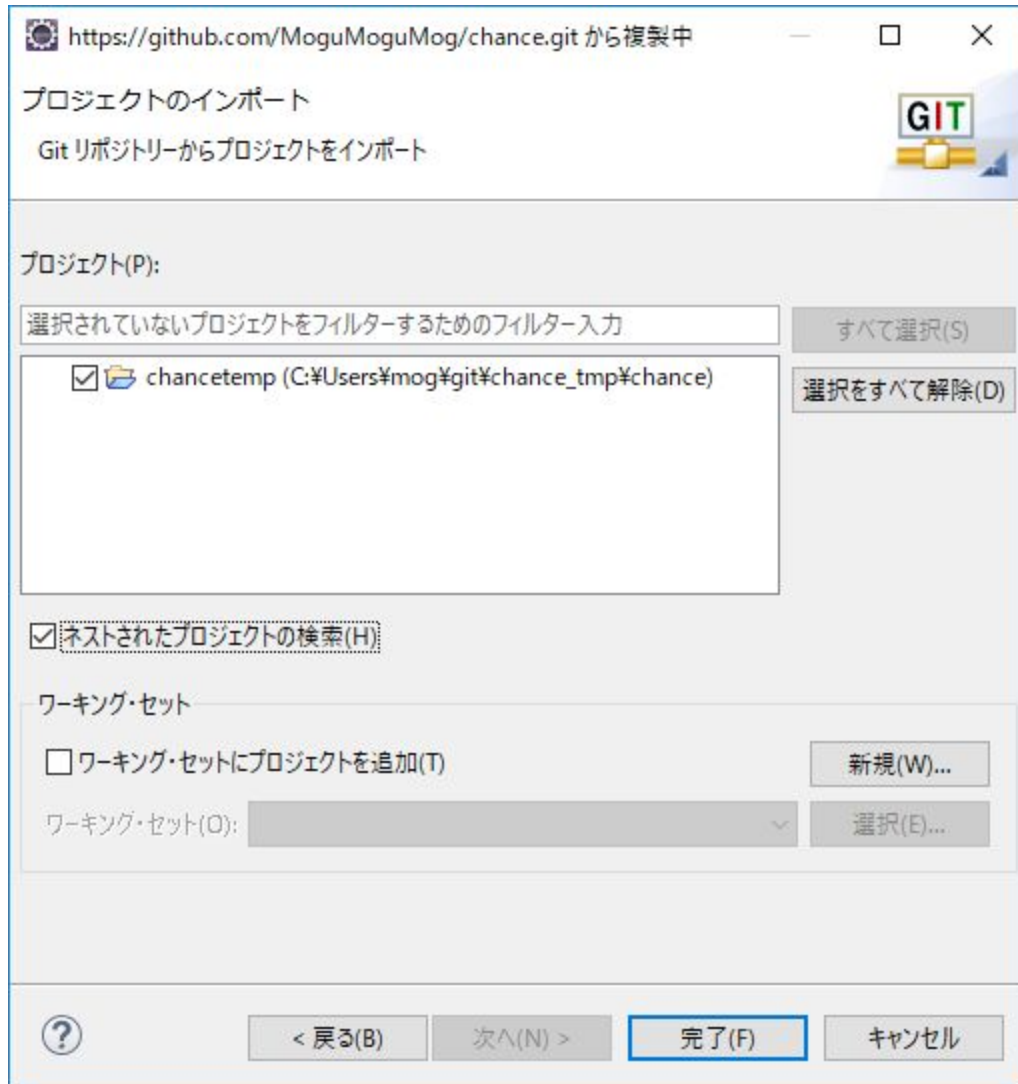 https://github.com/MoguMoguMog/chance.git から複製中
プロジェクトのインポート
Git リポジトリーからプロジェクトをインポート
GIT
プロジェクト(P):
選択されていないプロジェクトをフィルターするためのフィルター入力
すべて選択(S)
chancetemp (C:¥Users¥mog¥git¥chance_tmp¥chance)
選択をすべて解除(D)
ネストされたプロジェクトの検索(H)
ワーキング・セット
ワーキング・セットにプロジェクトを追加(T)
新規(W)...
ワーキング・セット(O):
選択(E)...
?
< 戻る(B)
次へ(N) >
完了(F)
キャンセル